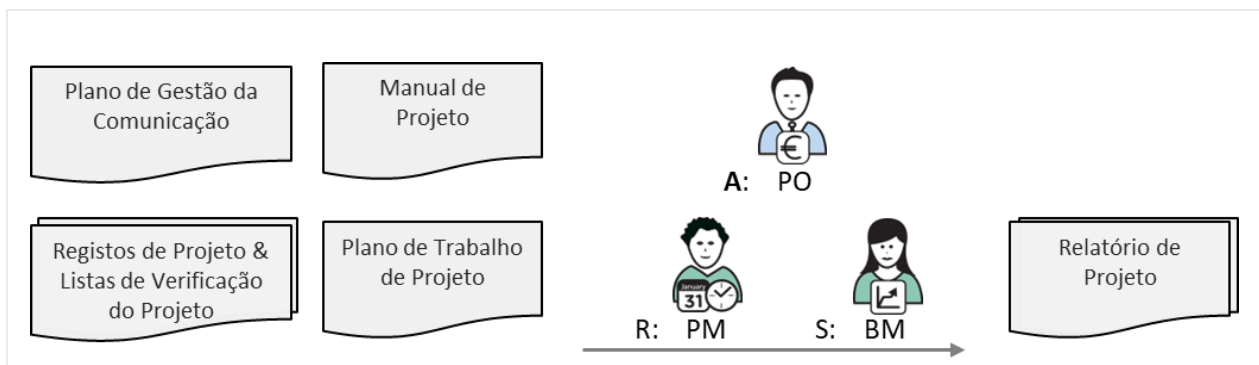 Plano de Gestão da
Comunicação
Manual de
Projeto
€
A: PO
Registos de Projeto &
Listas de Verificação
do Projeto
Plano de Trabalho
de Projeto
January
31
R: PM
S: BM
Relatório de
Projeto